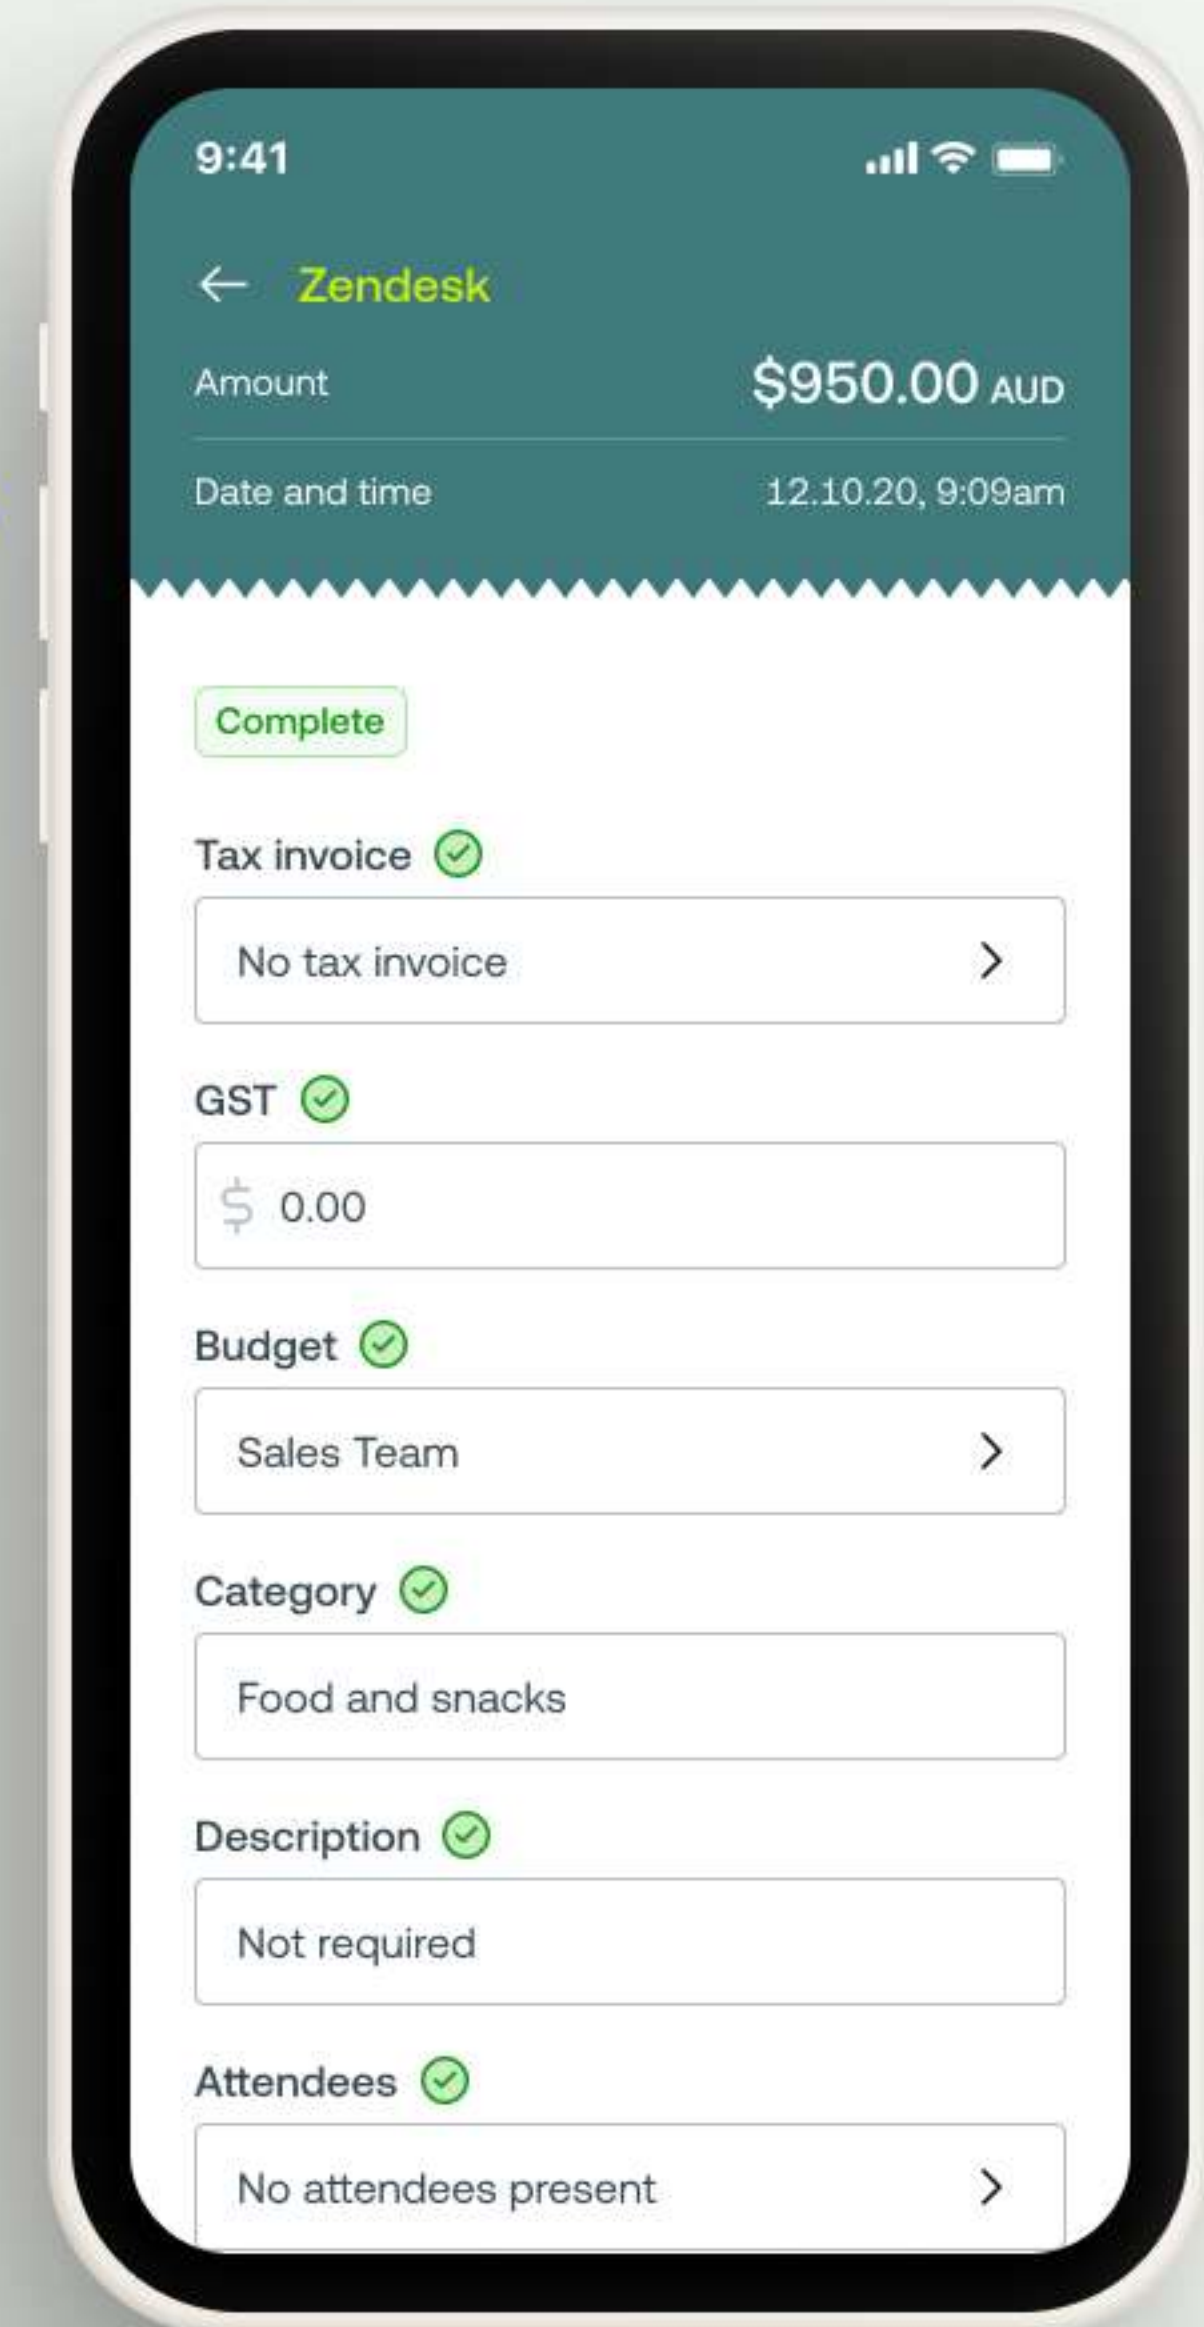 9:41
Zendesk
Amount $950.00 AUD
Date and time 12.10.20, 9:09am
Complete
Tax invoice
No tax invoice
GST
$ 0.00
Budget
Sales Team
Category
Food and snacks
Description
Not required
Attendees
No attendees present